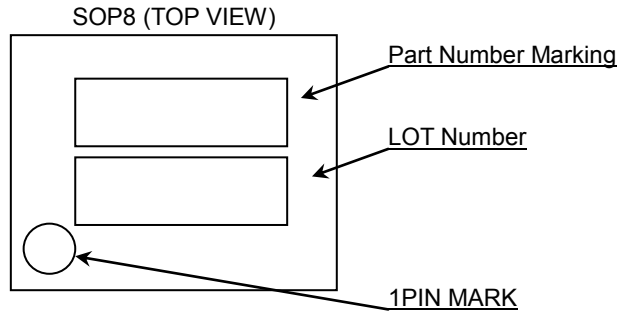 SOP8 (TOP VIEW)
Part Number Marking
LOT Number
1PIN MARK